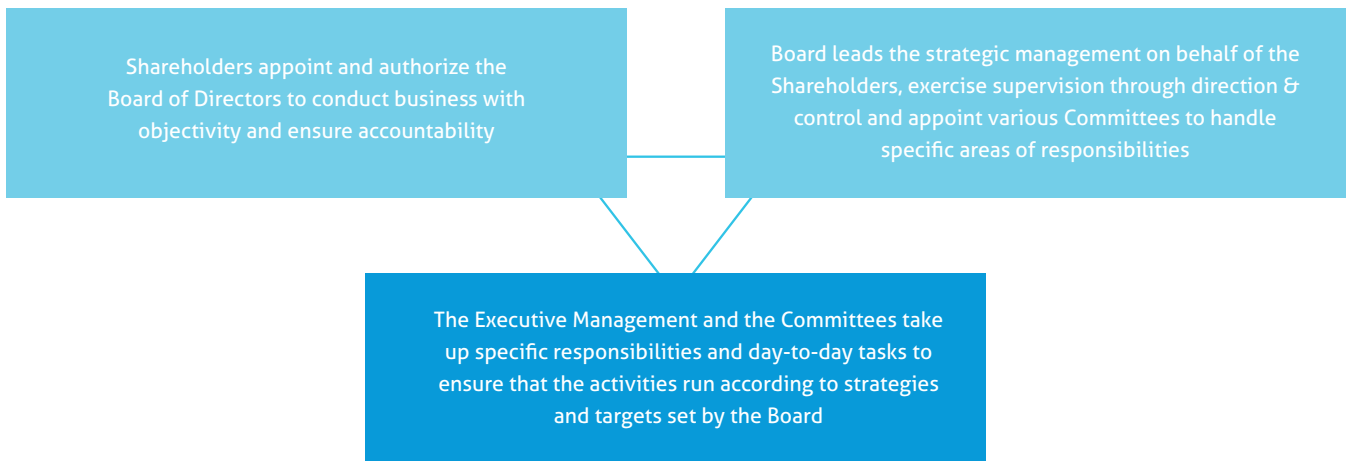 Shareholders appoint and authorize the
Board of Directors to conduct business with
objectivity and ensure accountability
Board leads the strategic management on behalf of the
Shareholders, exercise supervision through direction &
control and appoint various Committees to handle
specific areas of responsibilities
The Executive Management and the Committees take
up specific responsibilities and day-to-day tasks to
ensure that the activities run according to strategies
and targets set by the Board